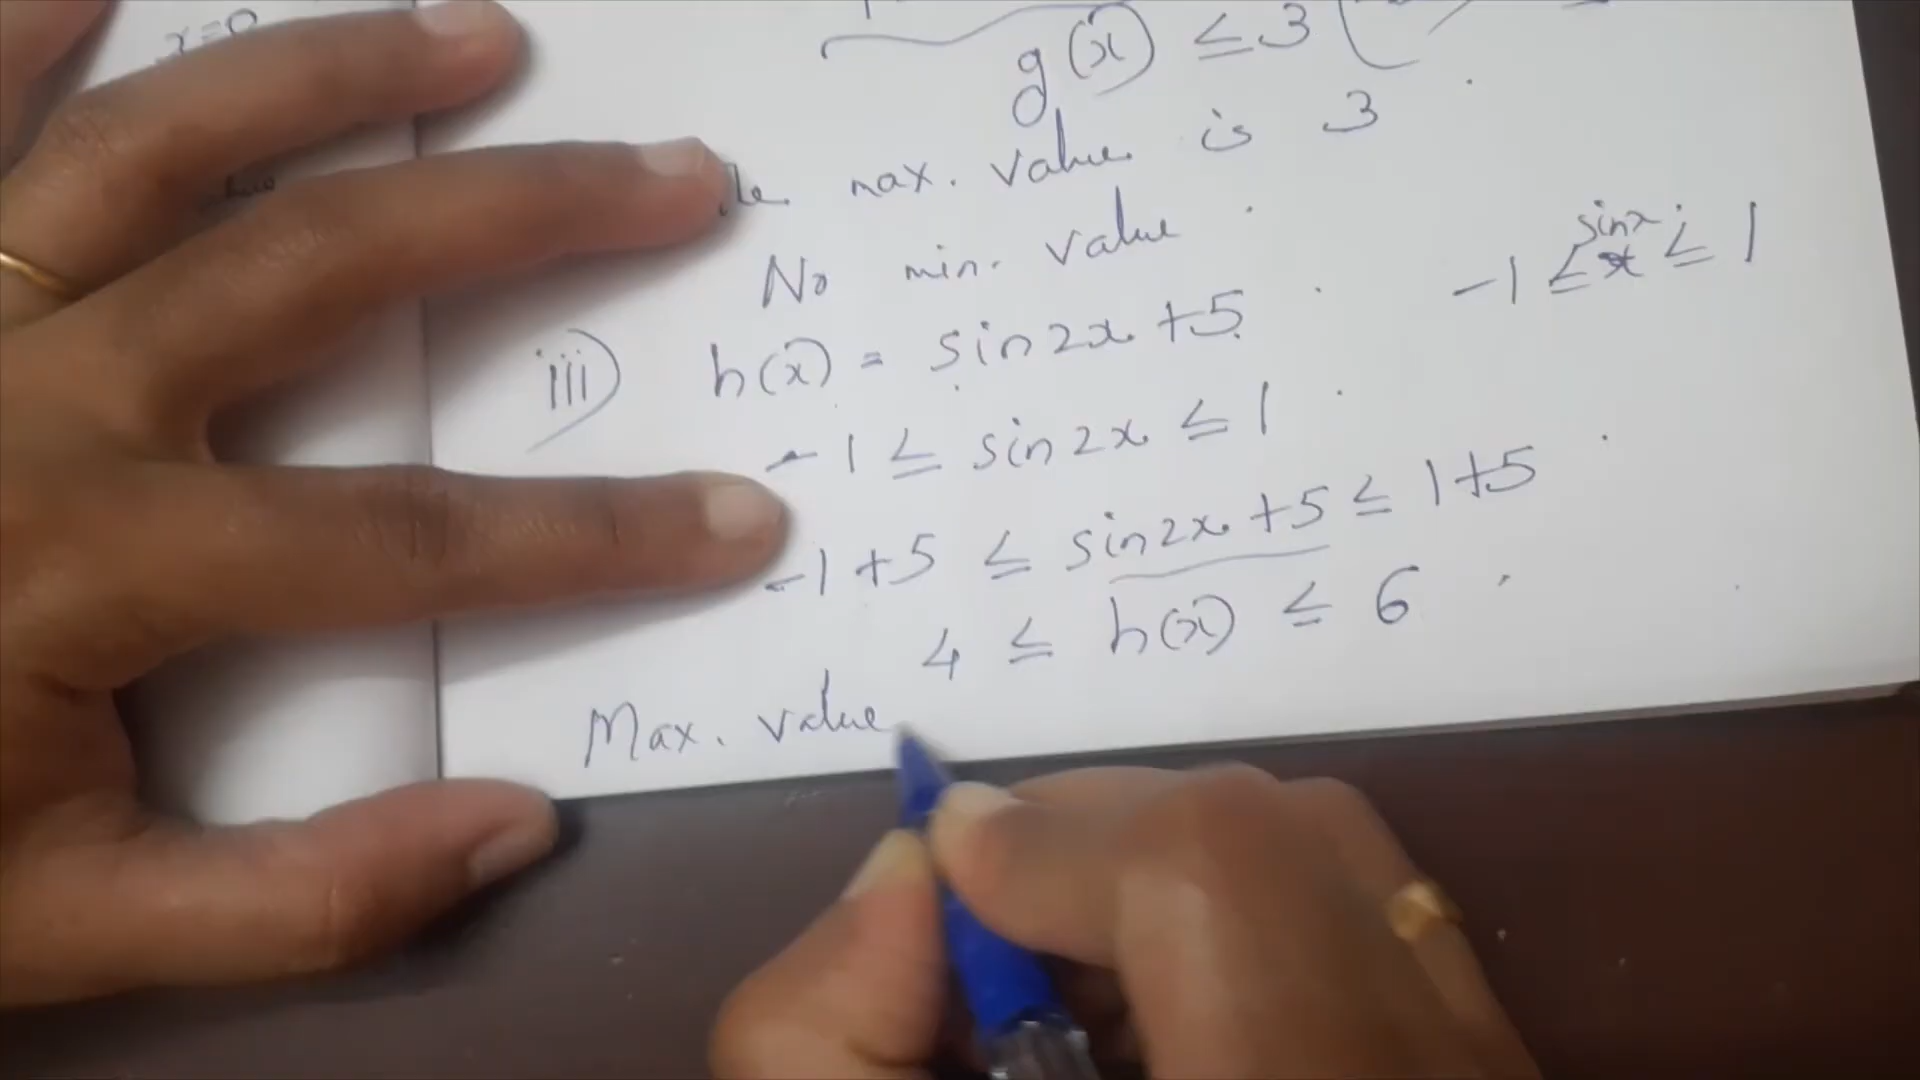 x=0
g(x) ≤ 3
max. value is 3
No min. value
-1 ≤ sinx ≤ 1
iii) h(x) = sin2x + 5
-1 ≤ sin2x ≤ 1
-1+5 ≤ sin2x + 5 ≤ 1+5
4 ≤ h(x) ≤ 6
Max. value